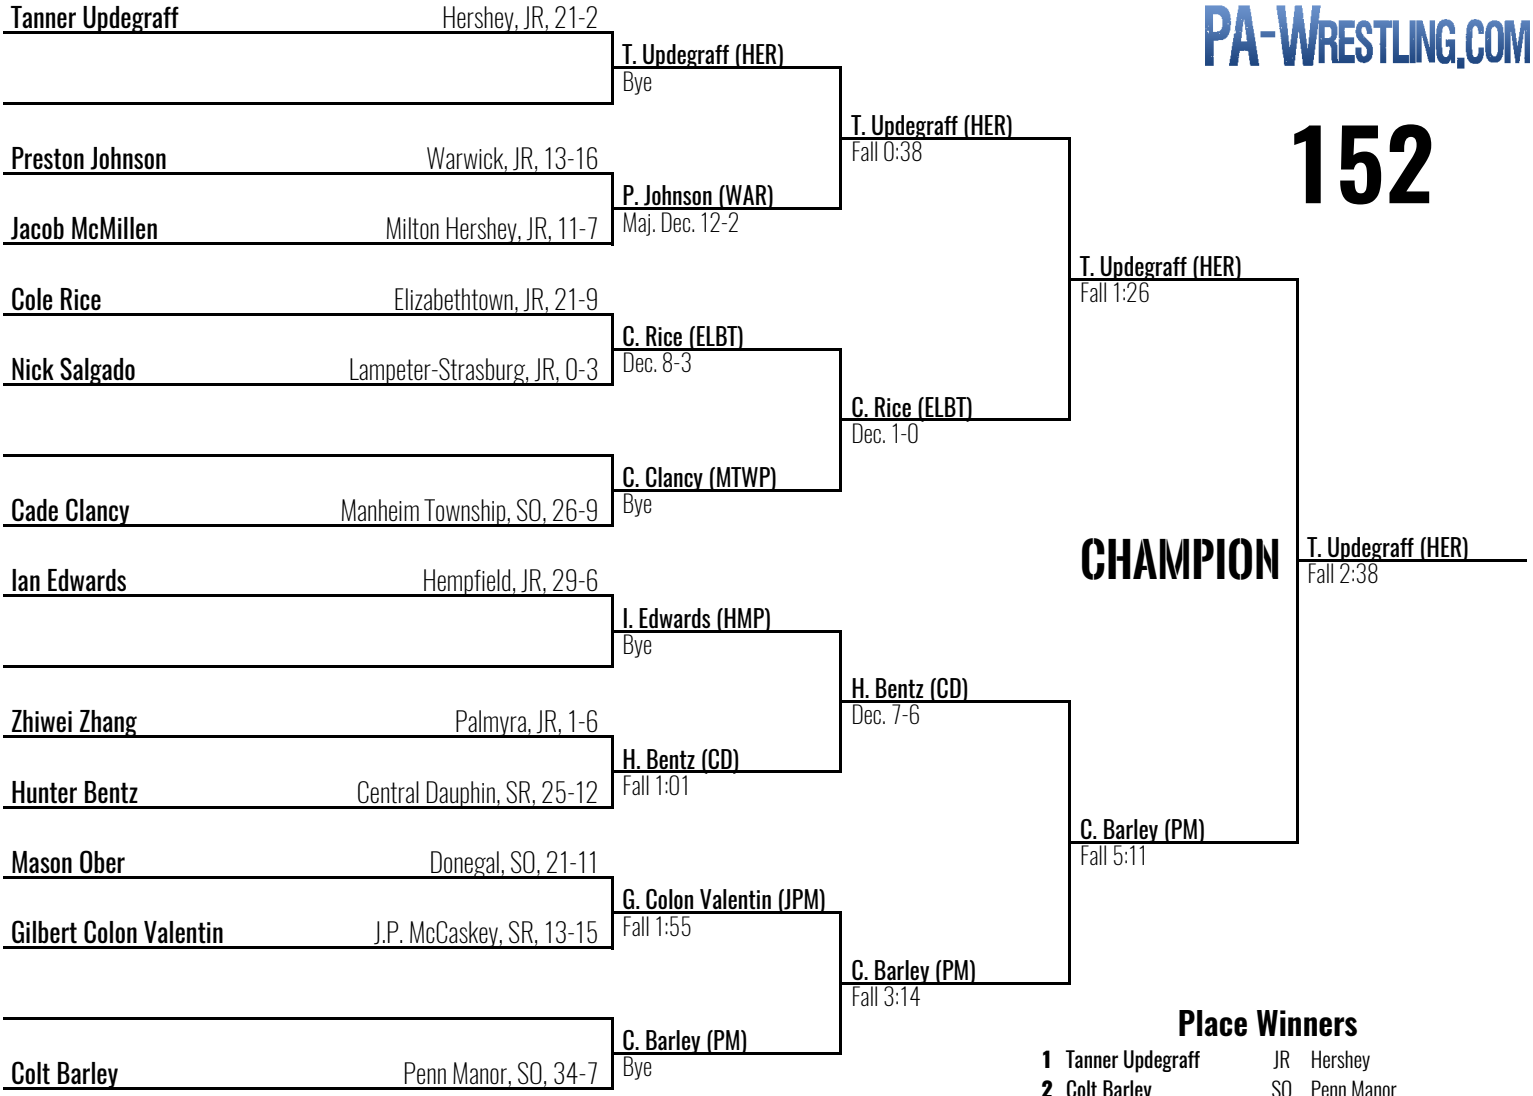 PA-WRESTLING.COM
152
Tanner Updegraff Hershey, JR, 21-2
Preston Johnson Warwick, JR, 13-16
Jacob McMillen Milton Hershey, JR, 11-7
Cole Rice Elizabethtown, JR, 21-9
Nick Salgado Lampeter-Strasburg, JR, 0-3
Cade Clancy Manheim Township, SO, 26-9
Ian Edwards Hempfield, JR, 29-6
Zhiwei Zhang Palmyra, JR, 1-6
Hunter Bentz Central Dauphin, SR, 25-12
Mason Ober Donegal, SO, 21-11
Gilbert Colon Valentin J.P. McCaskey, SR, 13-15
Colt Barley Penn Manor, SO, 34-7
T. Updegraff (HER)
Bye
P. Johnson (WAR)
Maj. Dec. 12-2
C. Rice (ELBT)
Dec. 8-3
C. Clancy (MTWP)
Bye
I. Edwards (HMP)
Bye
H. Bentz (CD)
Fall 1:01
G. Colon Valentin (JPM)
Fall 1:55
C. Barley (PM)
Bye
T. Updegraff (HER)
Fall 0:38
C. Rice (ELBT)
Dec. 1-0
H. Bentz (CD)
Dec. 7-6
C. Barley (PM)
Fall 3:14
T. Updegraff (HER)
Fall 1:26
C. Barley (PM)
Fall 5:11
CHAMPION
T. Updegraff (HER)
Fall 2:38
Place Winners
1 Tanner Updegraff JR Hershey
2 Colt Barley SO Penn Manor